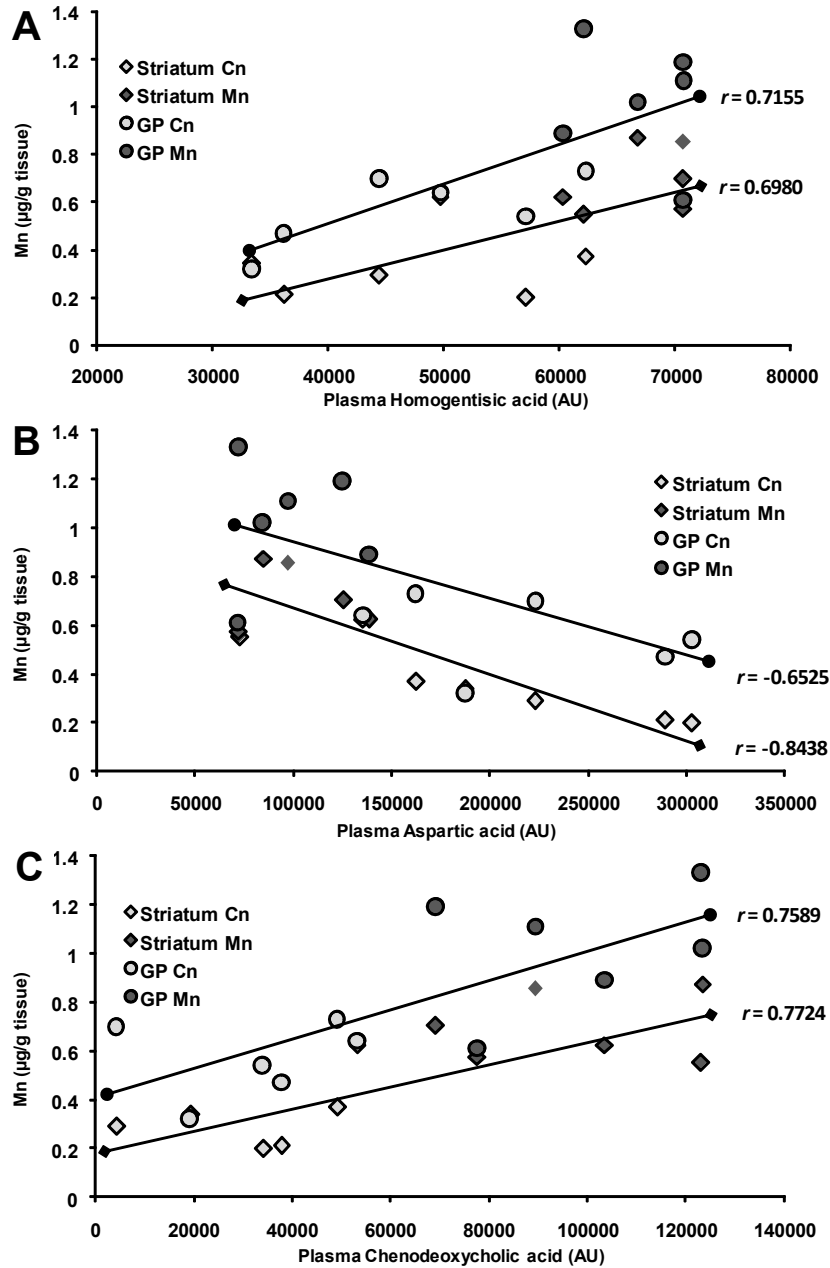 A
1.4
1.2
1
0.8
0.6
0.4
0.2
0
Mn (µg/g tissue)
Striatum Cn
Striatum Mn
GP Cn
GP Mn
r = 0.7155
r = 0.6980
20000 30000 40000 50000 60000 70000 80000
Plasma Homogentisic acid (AU)
B
1.4
1.2
1
0.8
0.6
0.4
0.2
0
Mn (µg/g tissue)
Striatum Cn
Striatum Mn
GP Cn
GP Mn
r = -0.6525
r = -0.8438
0 50000 100000 150000 200000 250000 300000 350000
Plasma Aspartic acid (AU)
C
1.4
1.2
1
0.8
0.6
0.4
0.2
0
Mn (µg/g tissue)
Striatum Cn
Striatum Mn
GP Cn
GP Mn
r = 0.7589
r = 0.7724
0 20000 40000 60000 80000 100000 120000 140000
Plasma Chenodeoxycholic acid (AU)